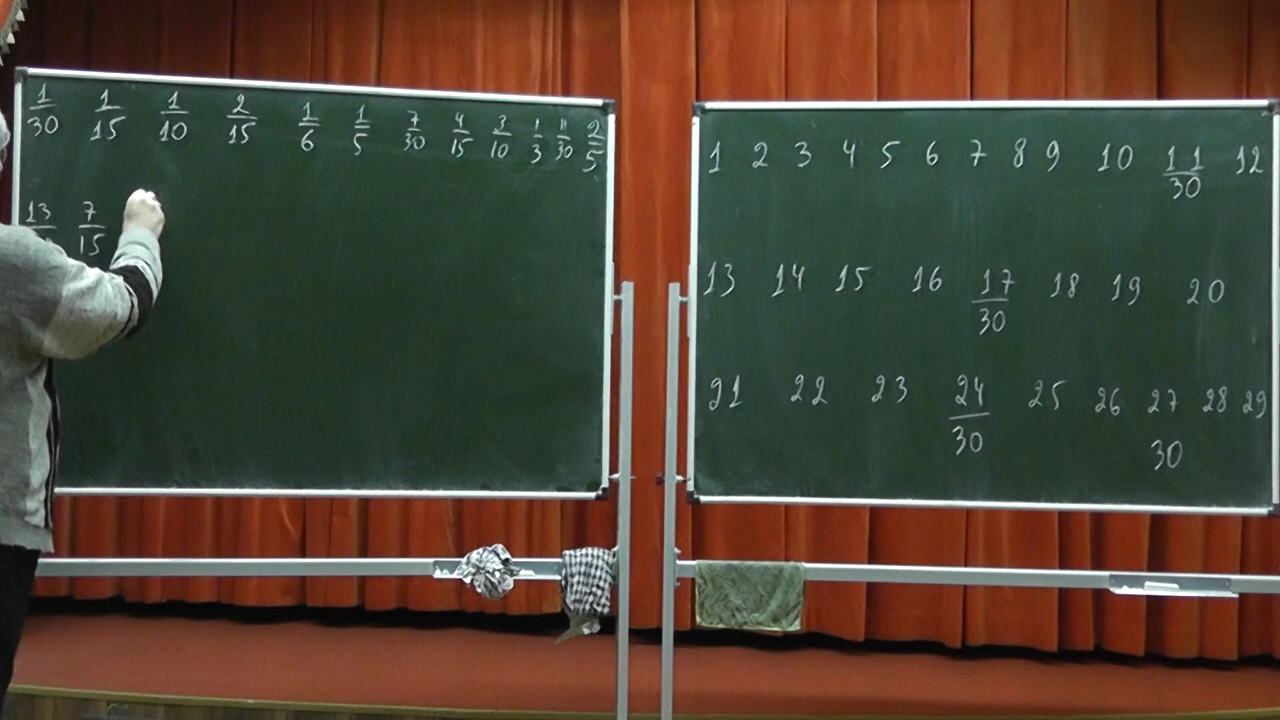 1/30 1/15 1/10 2/15 1/6 1/5 7/30 4/15 3/10 1/3 11/30 2/5
13 7/15
1 2 3 4 5 6 7 8 9 10 11/30 12
13 14 15 16 17/30 18 19 20
21 22 23 24/30 25 26 27 28 29
30